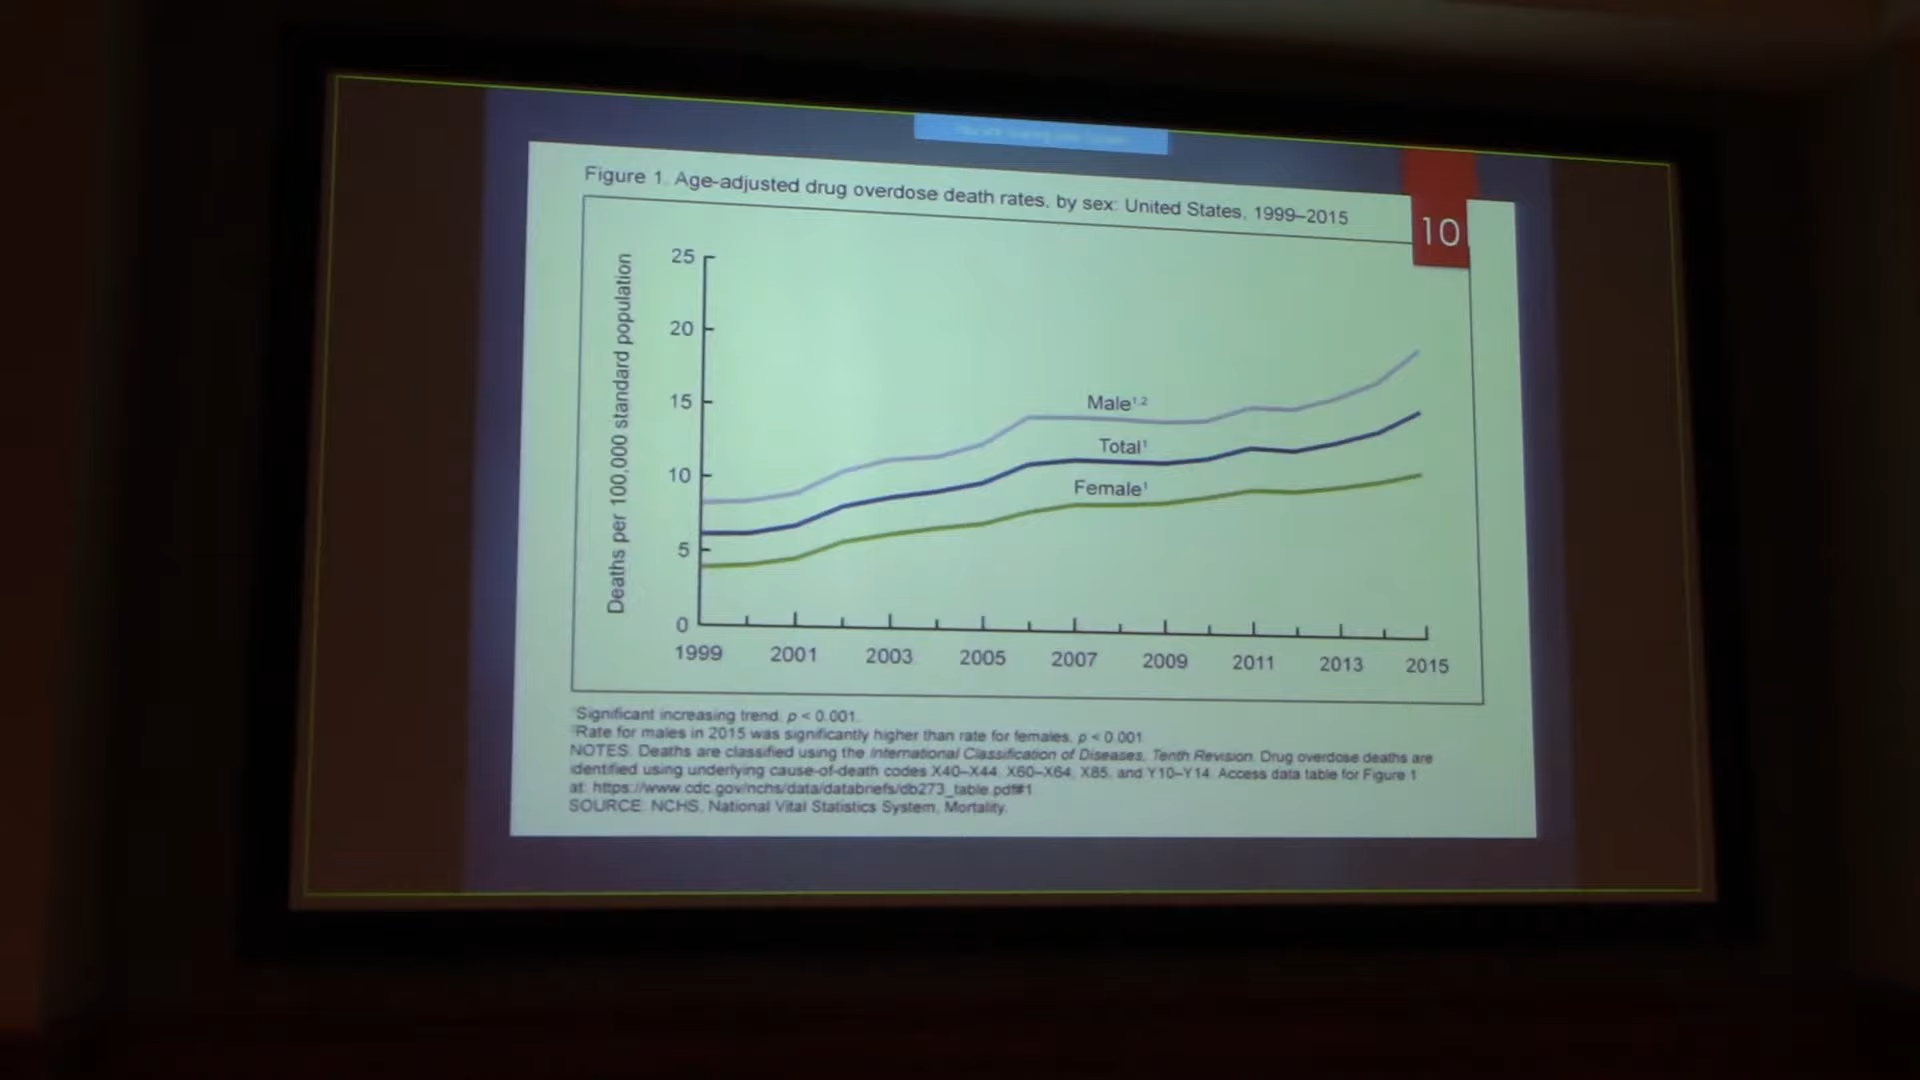 Figure 1. Age-adjusted drug overdose death rates, by sex: United States, 1999–2015
10
Deaths per 100,000 standard population
25
20
15
10
5
0
Male¹,²
Total¹
Female¹
1999 2001 2003 2005 2007 2009 2011 2013 2015
¹Significant increasing trend, p < 0.001.
²Rate for males in 2015 was significantly higher than rate for females, p < 0.001.
NOTES: Deaths are classified using the International Classification of Diseases, Tenth Revision. Drug overdose deaths are
identified using underlying cause-of-death codes X40–X44, X60–X64, X85, and Y10–Y14. Access data table for Figure 1
at: https://www.cdc.gov/nchs/data/databriefs/db273_table.pdf#1
SOURCE: NCHS, National Vital Statistics System, Mortality.